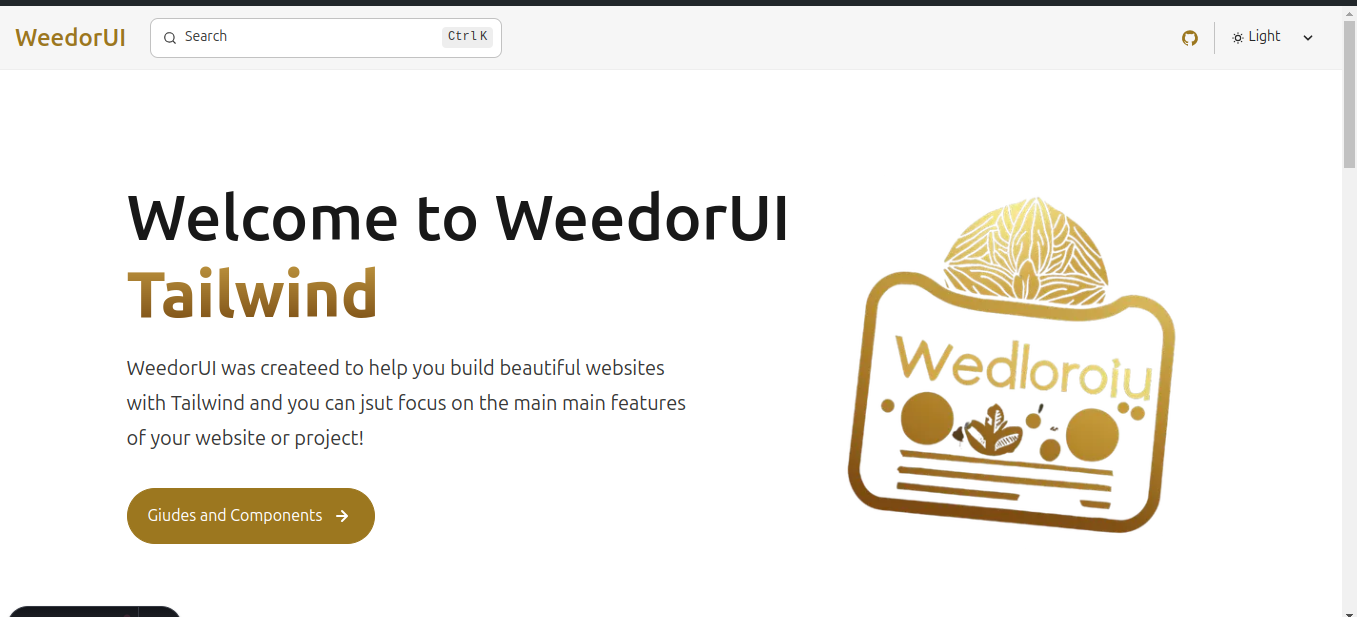 WeedorUI
Search
Ctrl K
Light
Welcome to WeedorUI
Tailwind
WeedorUI was createed to help you build beautiful websites
with Tailwind and you can jsut focus on the main main features
of your website or project!
Giudes and Components
Wedloroiu